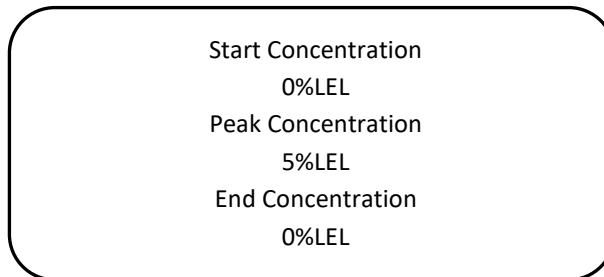 Start Concentration
0%LEL
Peak Concentration
5%LEL
End Concentration
0%LEL